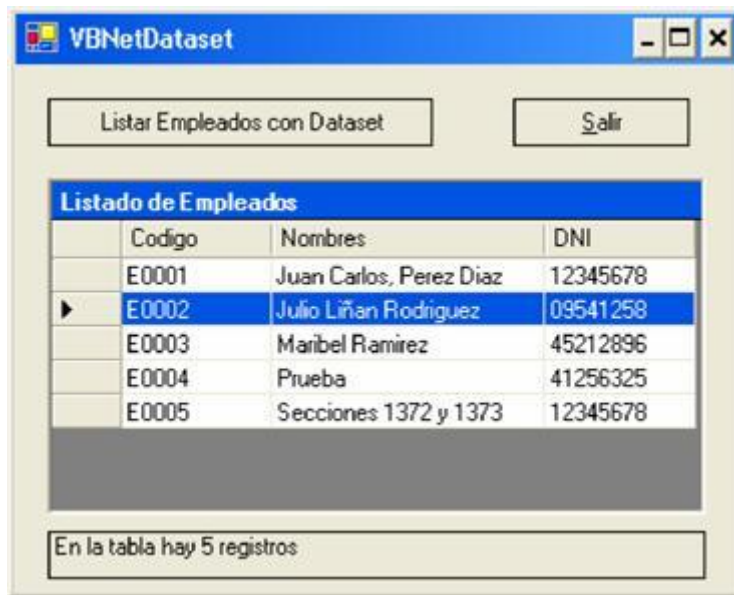 VBNetDataset
Listar Empleados con Dataset Salir
Listado de Empleados
Codigo Nombres DNI
E0001 Juan Carlos, Perez Diaz 12345678
E0002 Julio Liñan Rodriguez 09541258
E0003 Maribel Ramirez 45212896
E0004 Prueba 41256325
E0005 Secciones 1372 y 1373 12345678
En la tabla hay 5 registros